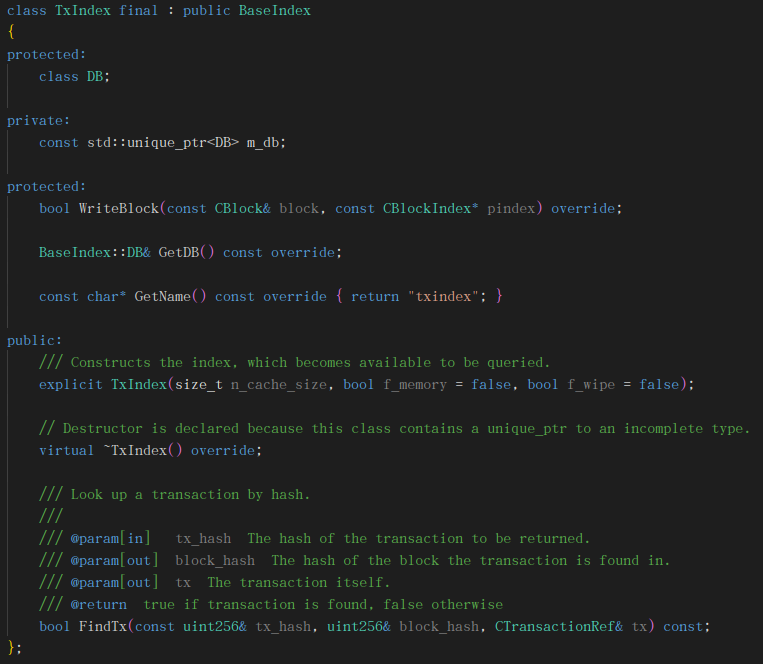 class TxIndex final : public BaseIndex
{
protected:
    class DB;

private:
    const std::unique_ptr<DB> m_db;

protected:
    bool WriteBlock(const CBlock& block, const CBlockIndex* pindex) override;

    BaseIndex::DB& GetDB() const override;

    const char* GetName() const override { return "txindex"; }

public:
    /// Constructs the index, which becomes available to be queried.
    explicit TxIndex(size_t n_cache_size, bool f_memory = false, bool f_wipe = false);

    // Destructor is declared because this class contains a unique_ptr to an incomplete type.
    virtual ~TxIndex() override;

    /// Look up a transaction by hash.
    ///
    /// @param[in]   tx_hash  The hash of the transaction to be returned.
    /// @param[out]  block_hash  The hash of the block the transaction is found in.
    /// @param[out]  tx  The transaction itself.
    /// @return  true if transaction is found, false otherwise
    bool FindTx(const uint256& tx_hash, uint256& block_hash, CTransactionRef& tx) const;
};